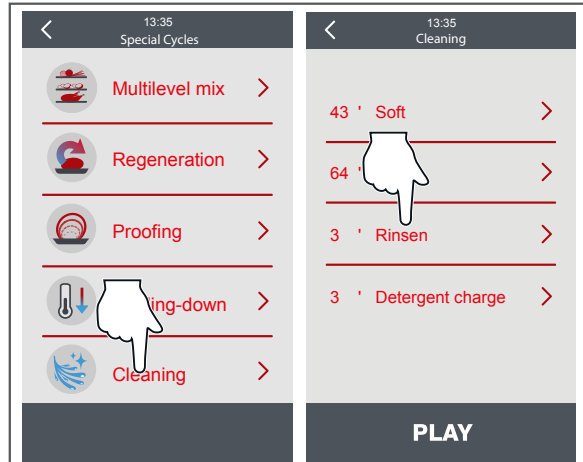 13:35
Special Cycles
Multilevel mix
Regeneration
Proofing
ing-down
Cleaning
13:35
Cleaning
43 ' Soft
64 '
3 ' Rinsen
3 ' Detergent charge
PLAY